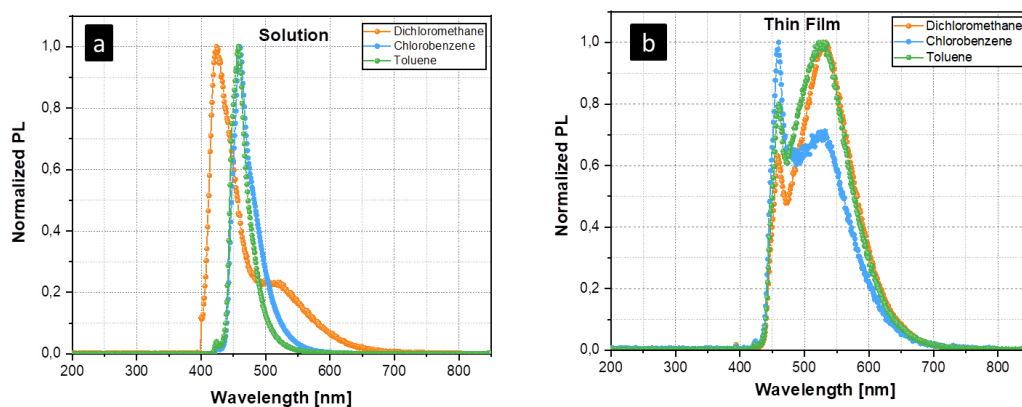 a
Solution
Dichloromethane
Chlorobenzene
Toluene
Normalized PL
1,0
0,8
0,6
0,4
0,2
0,0
200 300 400 500 600 700 800
Wavelength [nm]
b
Thin Film
Dichloromethane
Chlorobenzene
Toluene
Normalized PL
1,0
0,8
0,6
0,4
0,2
0,0
200 300 400 500 600 700 800
Wavelength [nm]